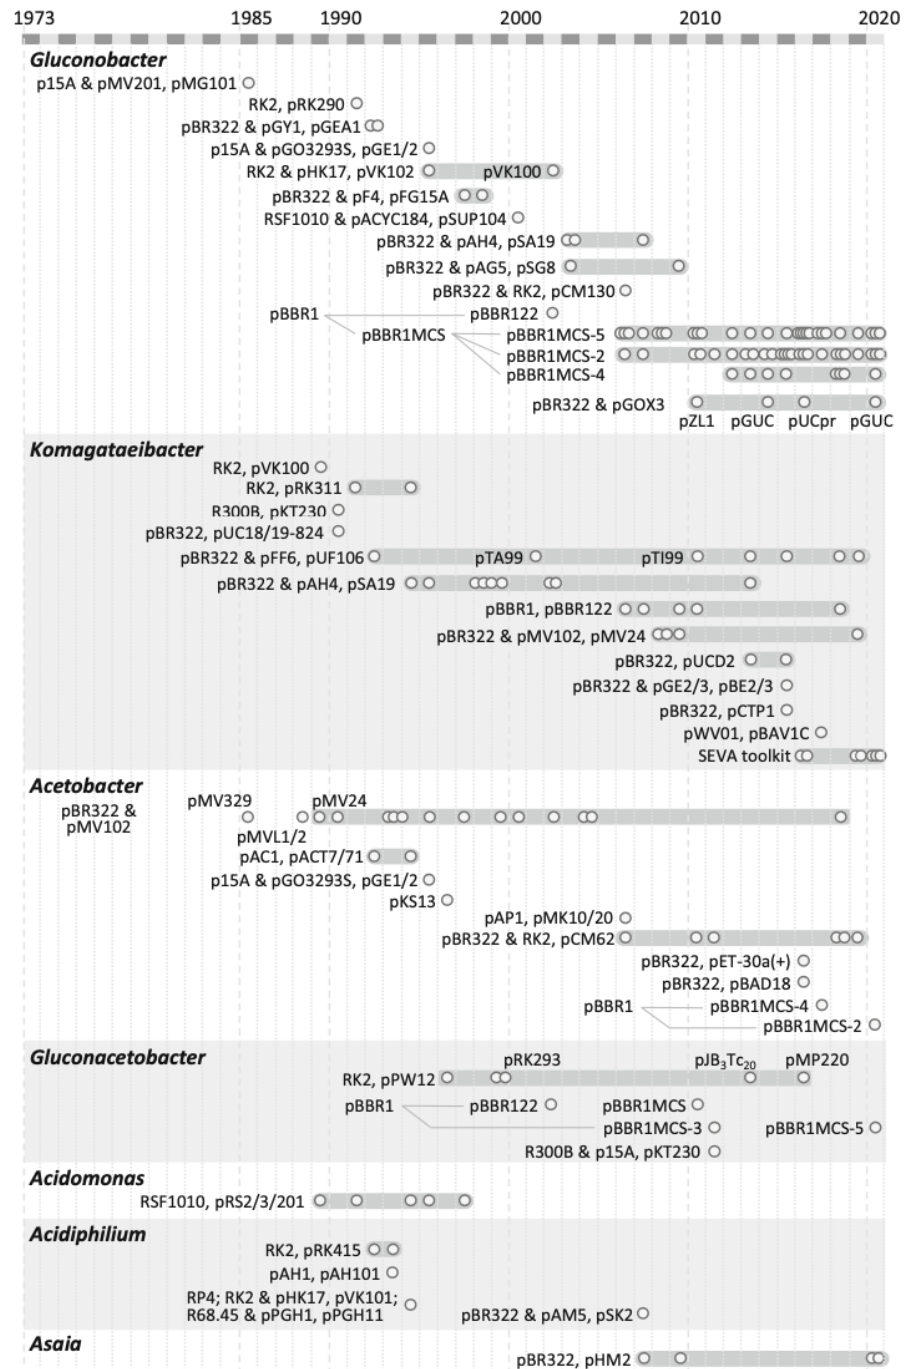 1973 1985 1990 2000 2010 2020
Gluconobacter
p15A & pMV201, pMG101
RK2, pRK290
pBR322 & pGY1, pGEA1
p15A & pGO3293S, pGE1/2
RK2 & pHK17, pVK102 pVK100
pBR322 & pF4, pFG15A
RSF1010 & pACYC184, pSUP104
pBR322 & pAH4, pSA19
pBR322 & pAG5, pSG8
pBR322 & RK2, pCM130
pBBR1 pBBR122
pBBR1MCS pBBR1MCS-5
pBBR1MCS-2
pBBR1MCS-4
pBR322 & pGOX3
pZL1 pGUC pUCpr pGUC
Komagataeibacter
RK2, pVK100
RK2, pRK311
R300B, pKT230
pBR322, pUC18/19-824
pBR322 & pFF6, pUF106 pTA99 pTI99
pBR322 & pAH4, pSA19
pBBR1, pBBR122
pBR322 & pMV102, pMV24
pBR322, pUCD2
pBR322 & pGE2/3, pBE2/3
pBR322, pCTP1
pWV01, pBAV1C
SEVA toolkit
Acetobacter
pMV329 pMV24
pBR322 &
pMV102
pMVL1/2
pAC1, pACT7/71
p15A & pGO3293S, pGE1/2
pKS13
pAP1, pMK10/20
pBR322 & RK2, pCM62
pBR322, pET-30a(+)
pBR322, pBAD18
pBBR1 pBBR1MCS-4
pBBR1MCS-2
Gluconacetobacter
pRK293 pJB₃Tc₂₀ pMP220
RK2, pPW12
pBBR1 pBBR122 pBBR1MCS
pBBR1MCS-3 pBBR1MCS-5
R300B & p15A, pKT230
Acidomonas
RSF1010, pRS2/3/201
Acidiphilium
RK2, pRK415
pAH1, pAH101
RP4; RK2 & pHK17, pVK101;
R68.45 & pPGH1, pPGH11 pBR322 & pAM5, pSK2
Asaia
pBR322, pHM2